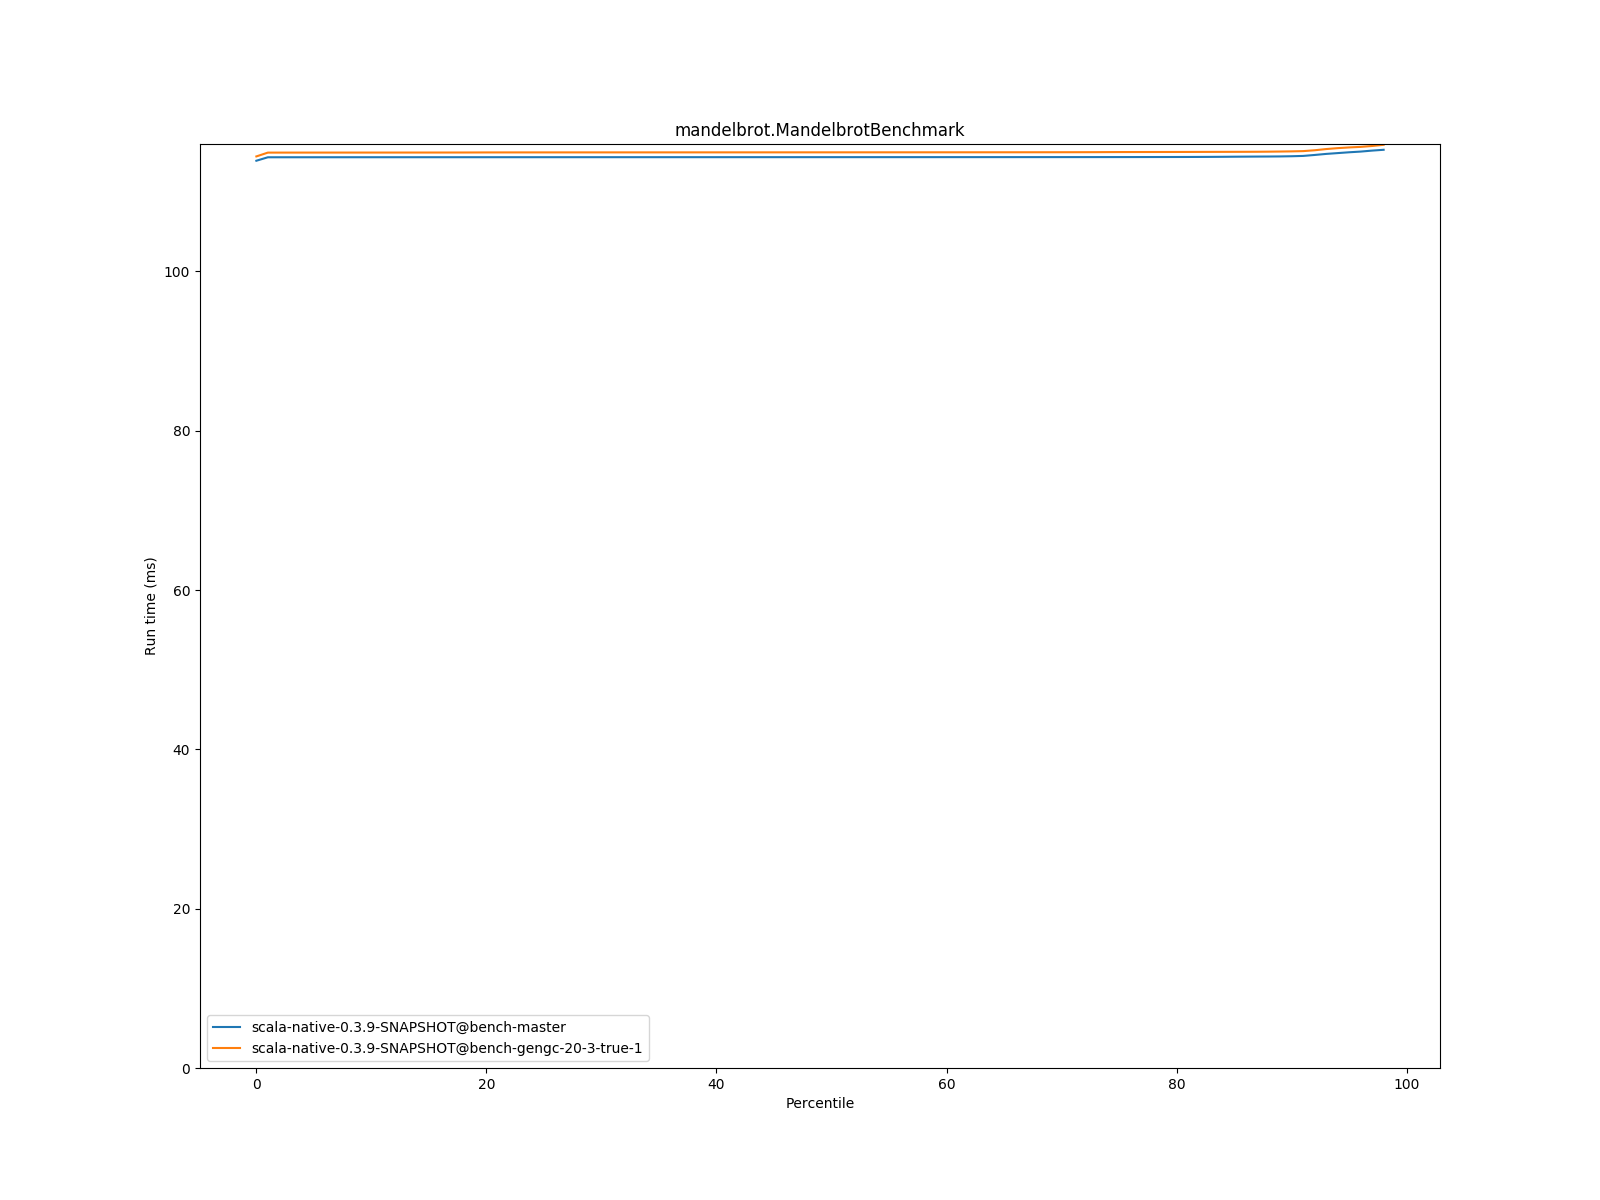 mandelbrot.MandelbrotBenchmark
100
80
60
40
20
0
Run time (ms)
scala-native-0.3.9-SNAPSHOT@bench-master
scala-native-0.3.9-SNAPSHOT@bench-gengc-20-3-true-1
0 20 40 60 80 100
Percentile